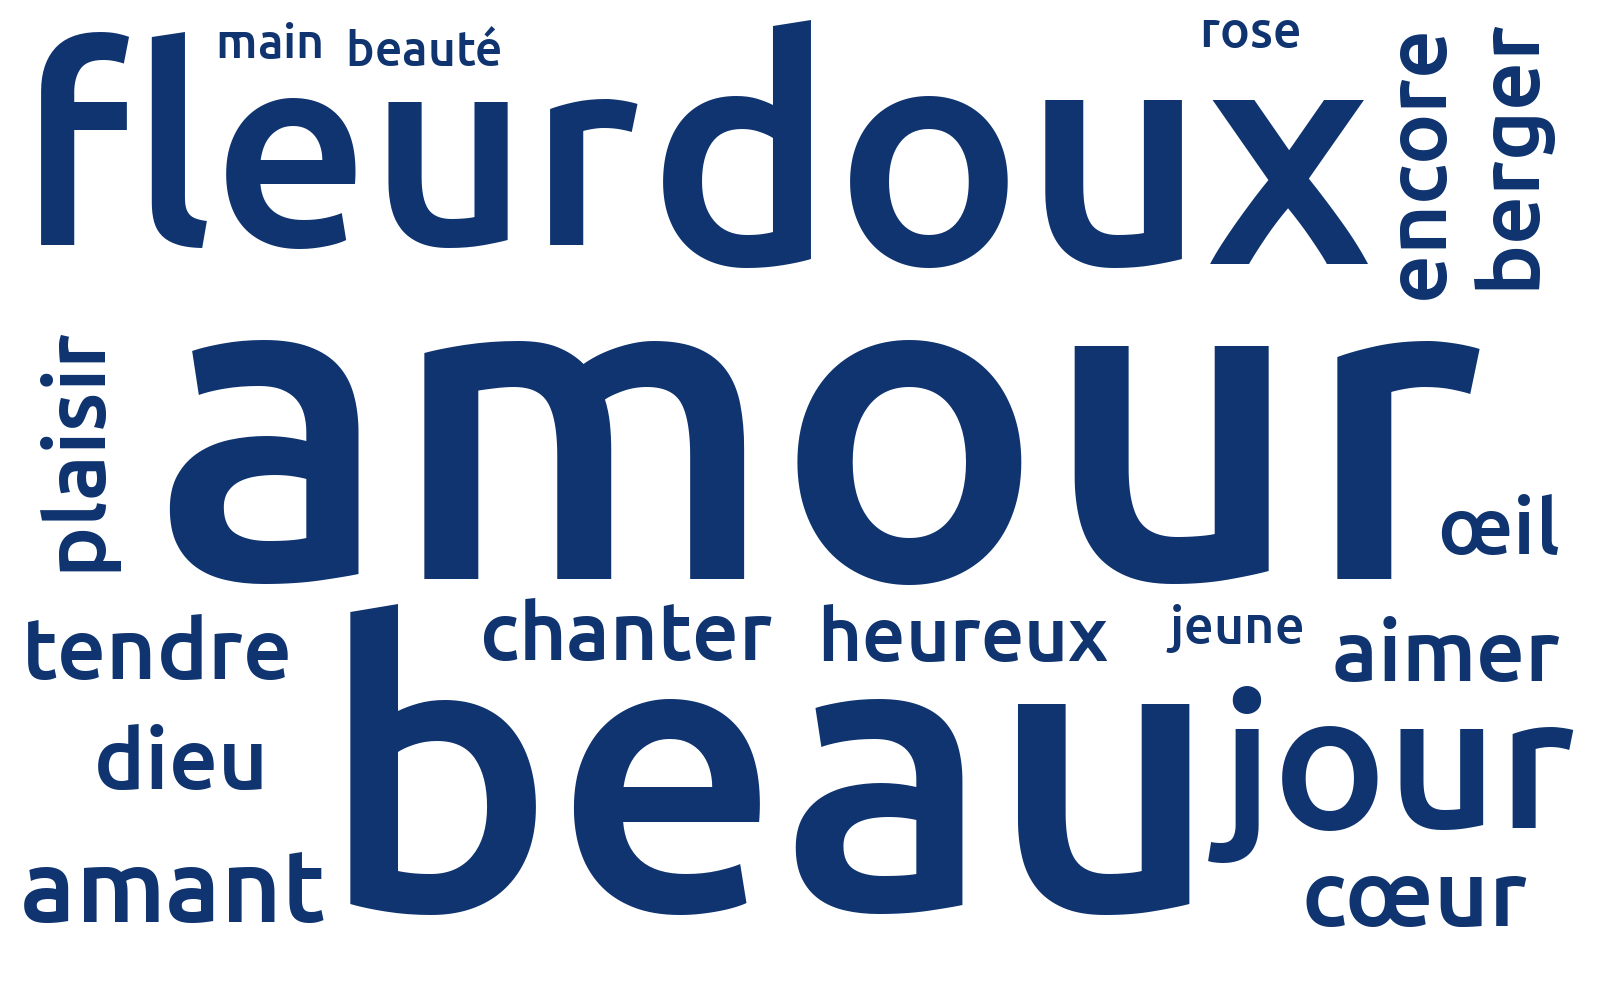 fleur
main
beauté
doux
rose
encore
berger
plaisir
amour
œil
tendre
chanter
heureux
jeune
aimer
dieu
beau
jour
amant
cœur